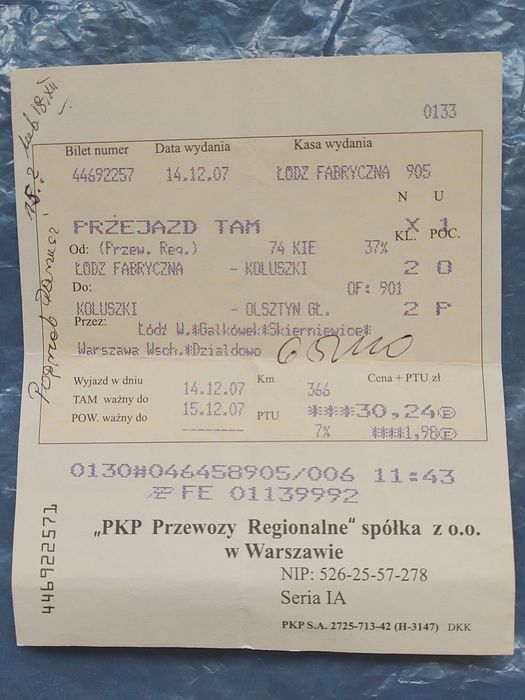 0133
Bilet numer Data wydania Kasa wydania
44692257 14.12.07 ŁÓDŹ FABRYCZNA 905
N U
PRZEJAZD TAM X 1
Od: (Przew. Reg.) 74 KIE 37% KL. POC.
ŁÓDŹ FABRYCZNA - KOLUSZKI 2 O
Do: OF: 901
KOLUSZKI - OLSZTYN GŁ. 2 P
Przez: Łódź W.*Gałkówek*Skierniewice*
Warszawa Wsch.*Działdowo
Wyjazd w dniu 14.12.07 Km 366 Cena + PTU zł
TAM ważny do 15.12.07 ***30,24
POW. ważny do -------- PTU 7% ***1,98
0130#046458905/006 11:43
FE 01139992
„PKP Przewozy Regionalne" spółka z o.o.
w Warszawie
NIP: 526-25-57-278
Seria IA
PKP S.A. 2725-713-42 (H-3147) DKK
446922571